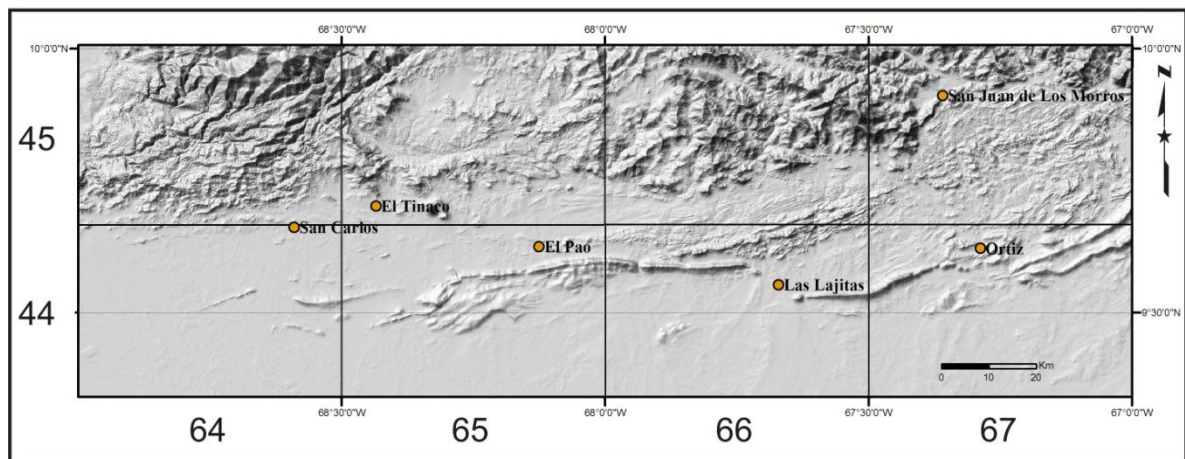 68°30'0"W 68°0'0"W 67°30'0"W 67°0'0"W
10°0'0"N 10°0'0"N
N
San Juan de Los Morros
45
El Tinaco
San Carlos
El Pao
Ortiz
Las Lajitas
44
9°30'0"N
Km
0 10 20
68°30'0"W 68°0'0"W 67°30'0"W 67°0'0"W
64 65 66 67